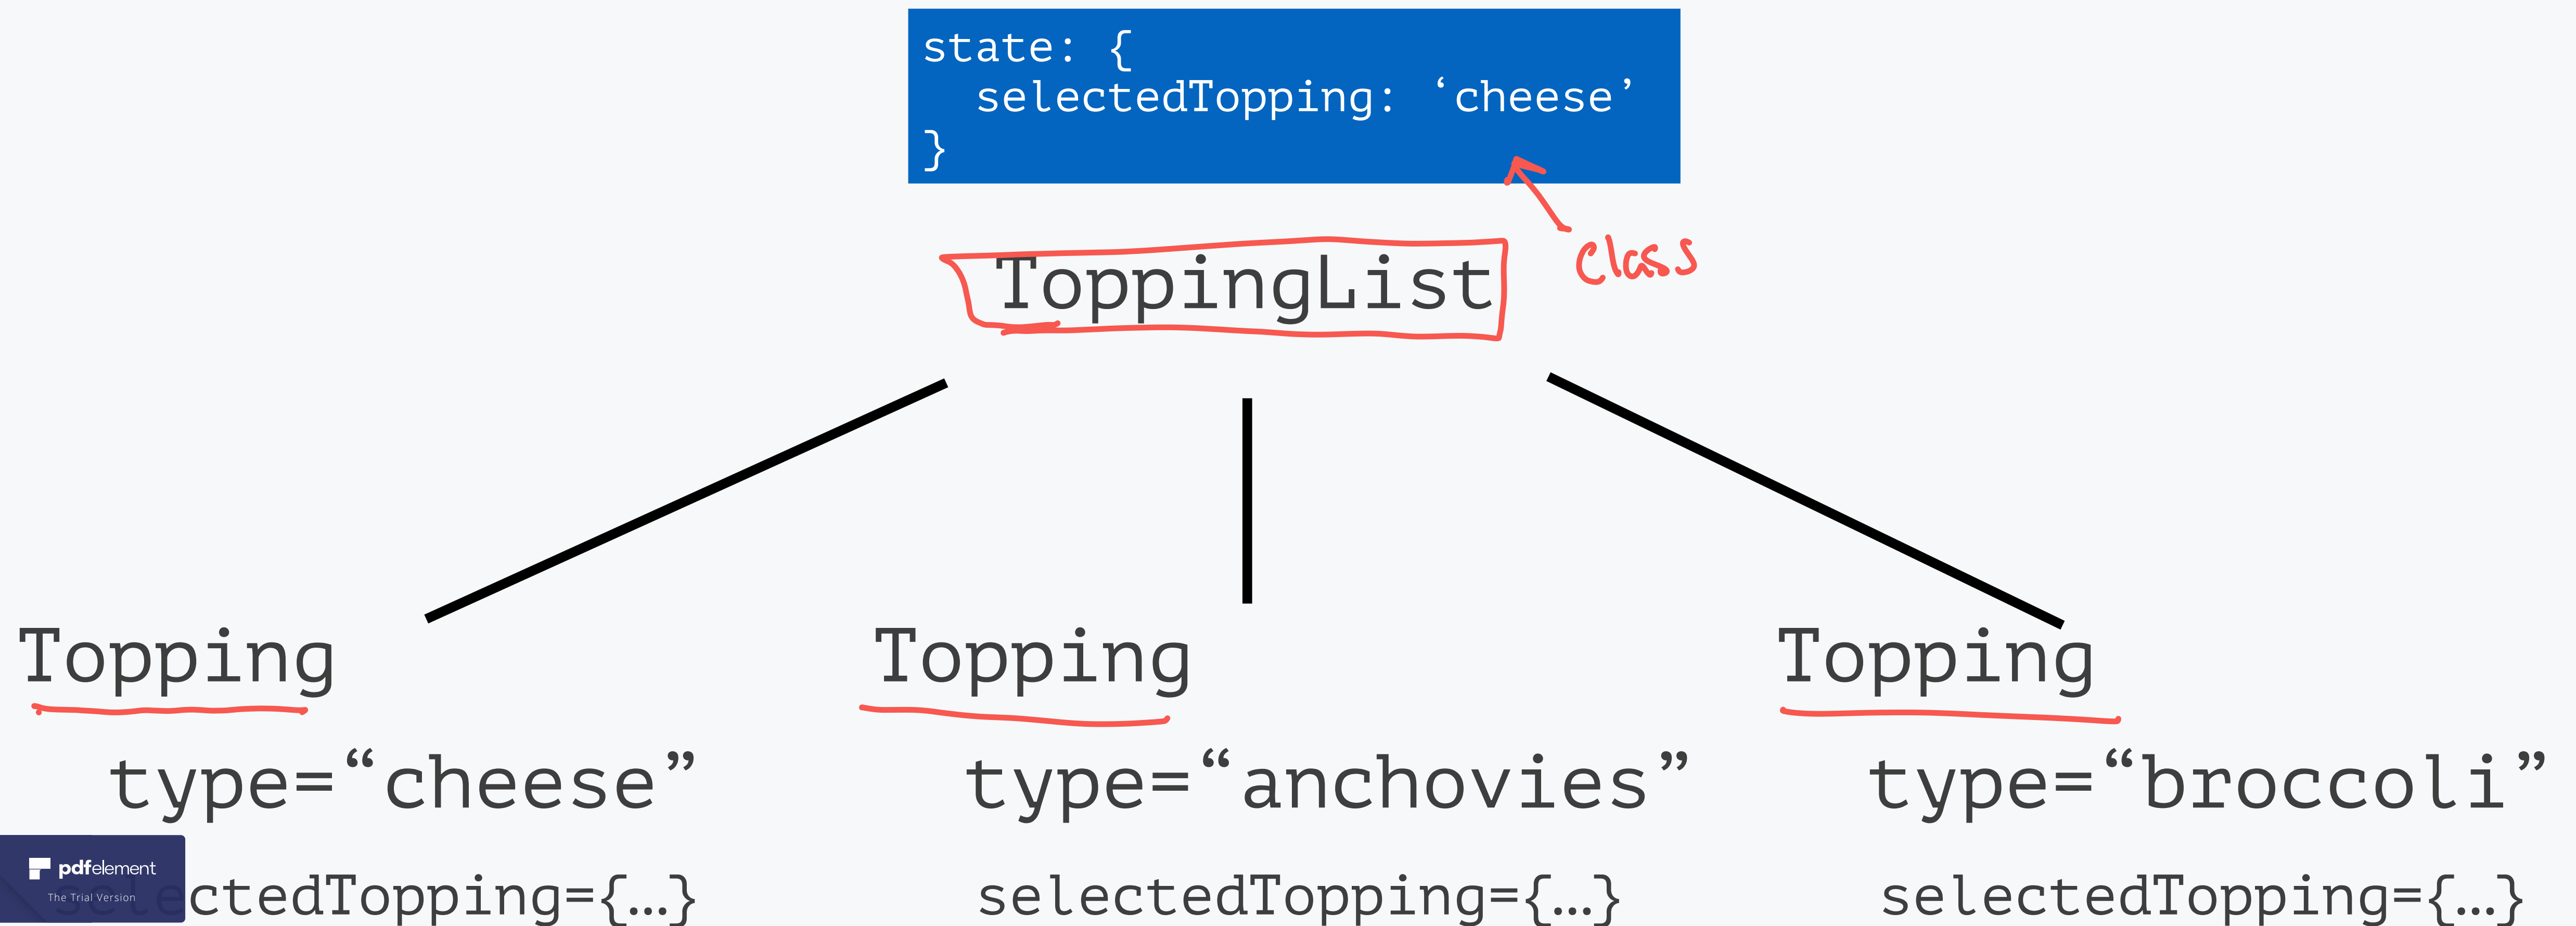 state: {
  selectedTopping: ‘cheese’
}
class
ToppingList
Topping Topping Topping
type=“cheese” type=“anchovies” type=“broccoli”
pdfelement
The Trial Version
selectedTopping={…} selectedTopping={…} selectedTopping={…}